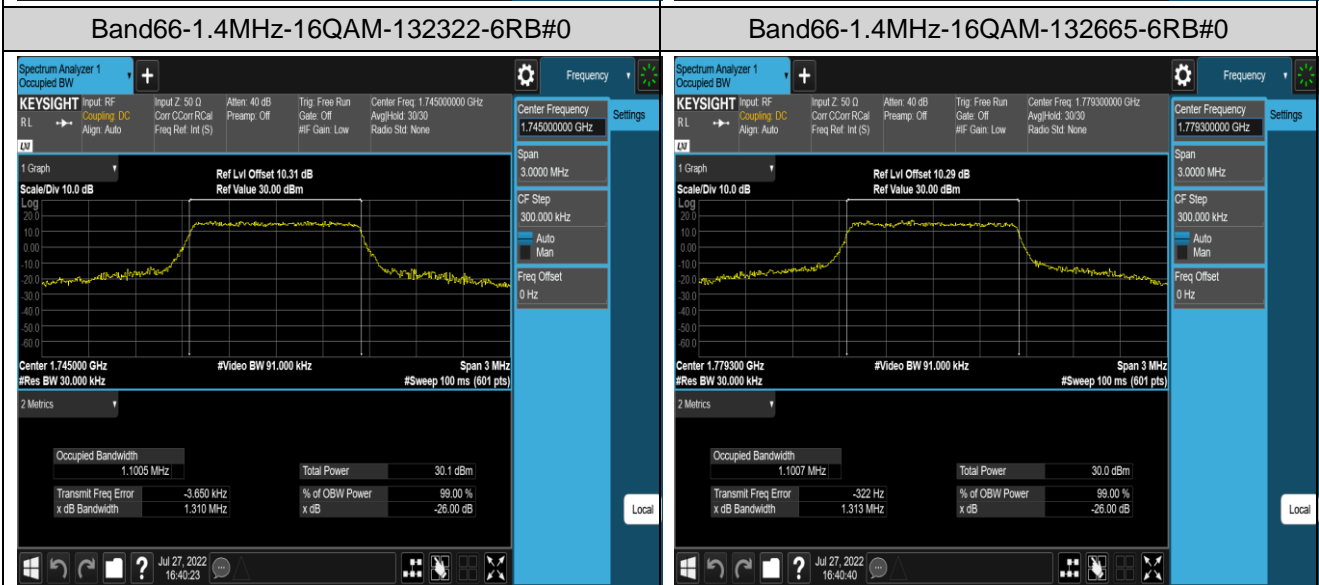 Band66-1.4MHz-16QAM-132322-6RB#0
Spectrum Analyzer 1
Occupied BW
+
Frequency
KEYSIGHT
RL
LXI
Input: RF
Coupling: DC
Align: Auto
Input Z: 50 Ω
Corr CCorr RCal
Freq Ref: Int (S)
Atten: 40 dB
Preamp: Off
Trig: Free Run
Gate: Off
#IF Gain: Low
Center Freq: 1.745000000 GHz
Avg|Hold: 30/30
Radio Std: None
Center Frequency
1.745000000 GHz
Settings
Span
3.0000 MHz
CF Step
300.000 kHz
Auto
Man
Freq Offset
0 Hz
Local
1 Graph
Scale/Div 10.0 dB
Ref Lvl Offset 10.31 dB
Ref Value 30.00 dBm
Log
20.0
10.0
0.00
-10.0
-20.0
-30.0
-40.0
-50.0
-60.0
Center 1.745000 GHz
#Video BW 91.000 kHz
Span 3 MHz
#Res BW 30.000 kHz
#Sweep 100 ms (601 pts)
2 Metrics
Occupied Bandwidth
1.1005 MHz
Total Power 30.1 dBm
Transmit Freq Error -3.650 kHz
% of OBW Power 99.00 %
x dB Bandwidth 1.310 MHz
x dB -26.00 dB
?
Jul 27, 2022
16:40:23
Band66-1.4MHz-16QAM-132665-6RB#0
Spectrum Analyzer 1
Occupied BW
+
Frequency
KEYSIGHT
RL
LXI
Input: RF
Coupling: DC
Align: Auto
Input Z: 50 Ω
Corr CCorr RCal
Freq Ref: Int (S)
Atten: 40 dB
Preamp: Off
Trig: Free Run
Gate: Off
#IF Gain: Low
Center Freq: 1.779300000 GHz
Avg|Hold: 30/30
Radio Std: None
Center Frequency
1.779300000 GHz
Settings
Span
3.0000 MHz
CF Step
300.000 kHz
Auto
Man
Freq Offset
0 Hz
Local
1 Graph
Scale/Div 10.0 dB
Ref Lvl Offset 10.29 dB
Ref Value 30.00 dBm
Log
20.0
10.0
0.00
-10.0
-20.0
-30.0
-40.0
-50.0
-60.0
Center 1.779300 GHz
#Video BW 91.000 kHz
Span 3 MHz
#Res BW 30.000 kHz
#Sweep 100 ms (601 pts)
2 Metrics
Occupied Bandwidth
1.1007 MHz
Total Power 30.0 dBm
Transmit Freq Error -322 Hz
% of OBW Power 99.00 %
x dB Bandwidth 1.313 MHz
x dB -26.00 dB
?
Jul 27, 2022
16:40:40